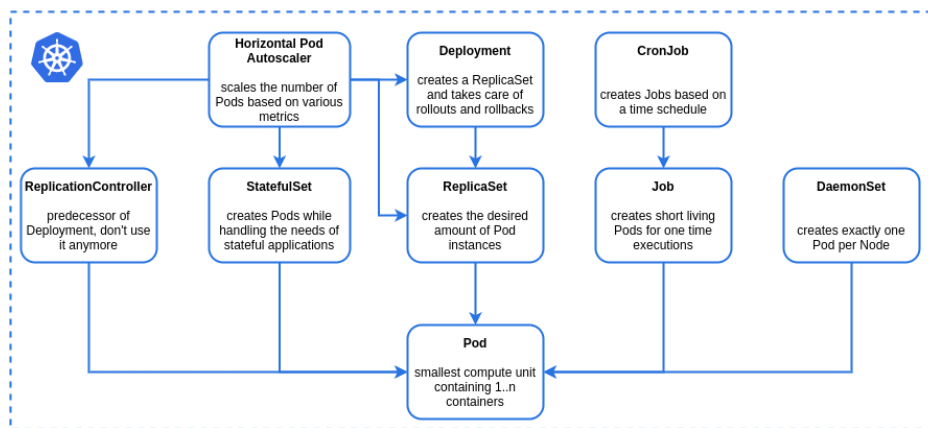 Horizontal Pod
Autoscaler
scales the number of
Pods based on various
metrics
Deployment
creates a ReplicaSet
and takes care of
rollouts and rollbacks
CronJob
creates Jobs based on
a time schedule
ReplicationController
predecessor of
Deployment, don't use
it anymore
StatefulSet
creates Pods while
handling the needs of
stateful applications
ReplicaSet
creates the desired
amount of Pod
instances
Job
creates short living
Pods for one time
executions
DaemonSet
creates exactly one
Pod per Node
Pod
smallest compute unit
containing 1..n
containers